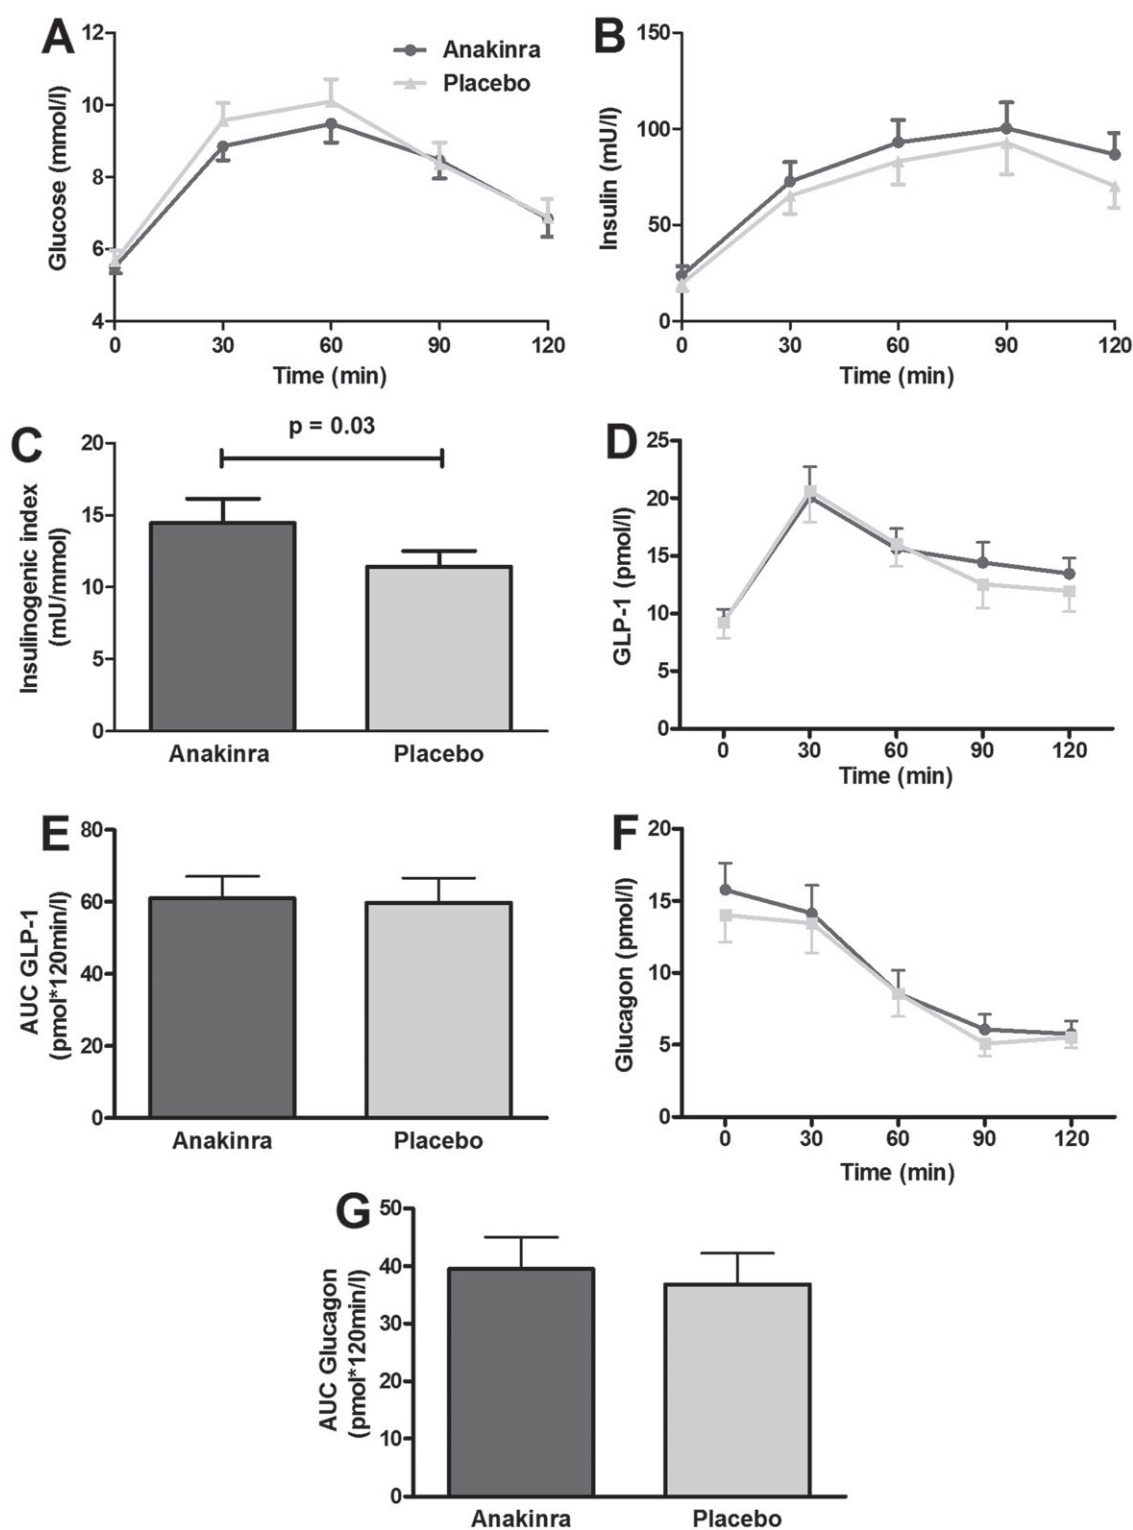 A
12
10
8
6
4
Glucose (mmol/l)
Anakinra
Placebo
0 30 60 90 120
Time (min)
B
150
100
50
0
Insulin (mU/l)
0 30 60 90 120
Time (min)
C
p = 0.03
20
15
10
5
0
Insulinogenic index
(mU/mmol)
Anakinra Placebo
D
25
20
15
10
5
0
GLP-1 (pmol/l)
0 30 60 90 120
Time (min)
E
80
60
40
20
0
AUC GLP-1
(pmol*120min/l)
Anakinra Placebo
F
20
15
10
5
0
Glucagon (pmol/l)
0 30 60 90 120
Time (min)
G
50
40
30
20
10
0
AUC Glucagon
(pmol*120min/l)
Anakinra Placebo